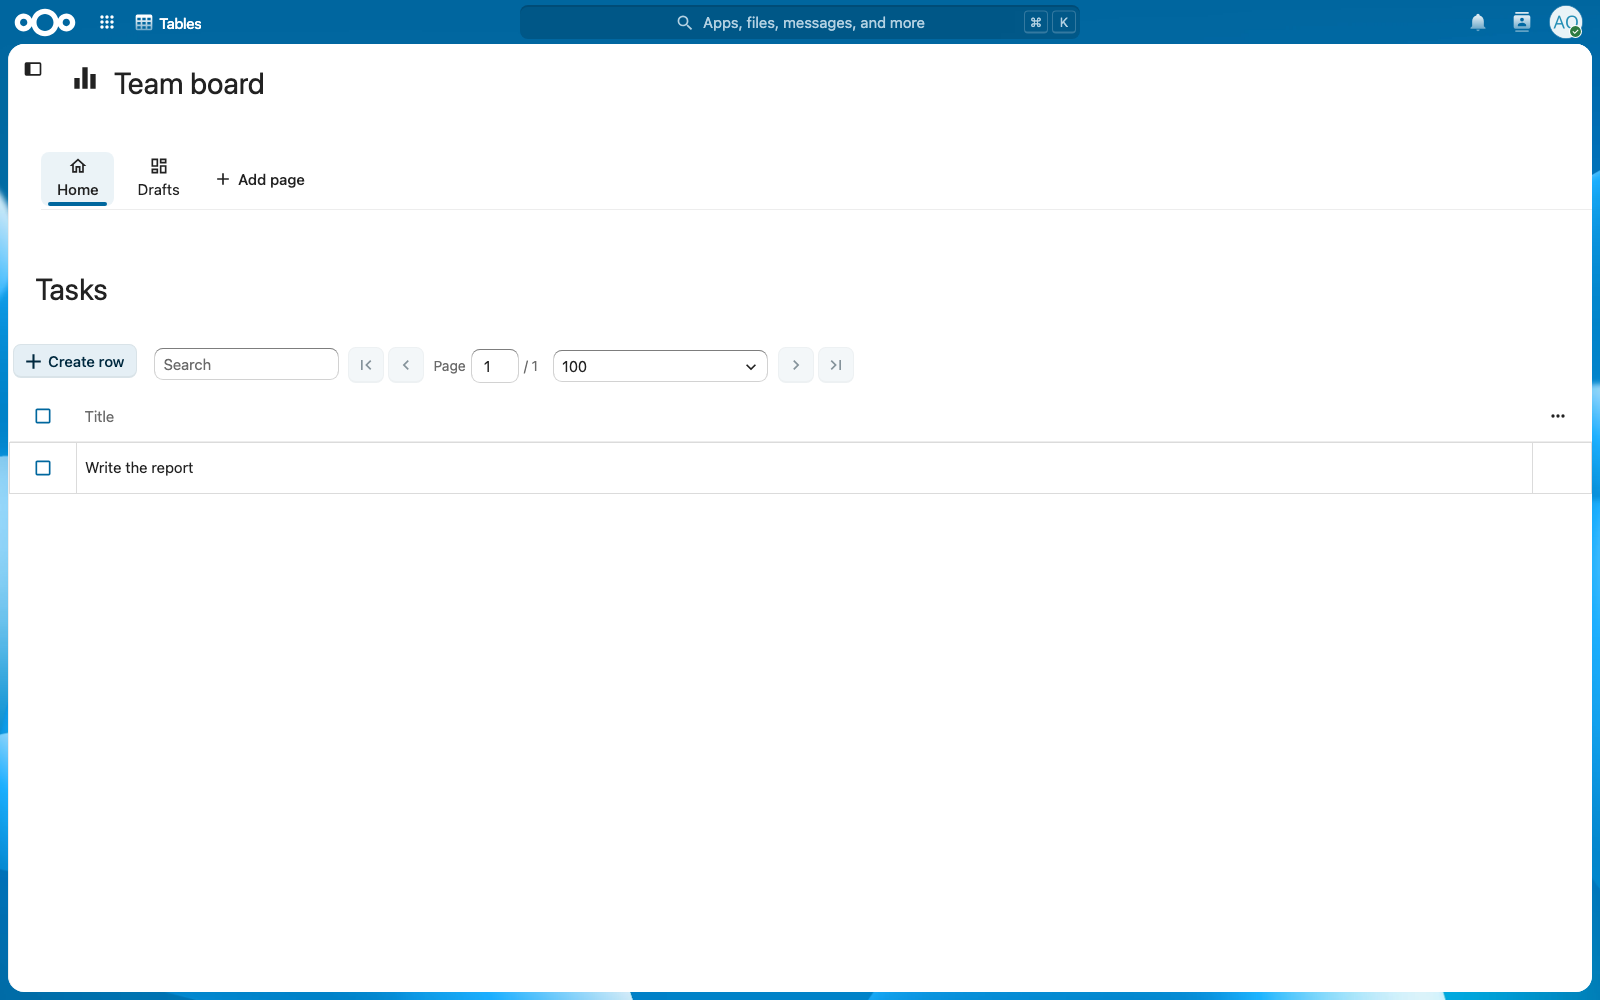 Tables
Apps, files, messages, and more
⌘ K
AO
Team board
Home
Drafts
Add page
Tasks
Create row
Search
Page 1 / 1
100
Title
Write the report